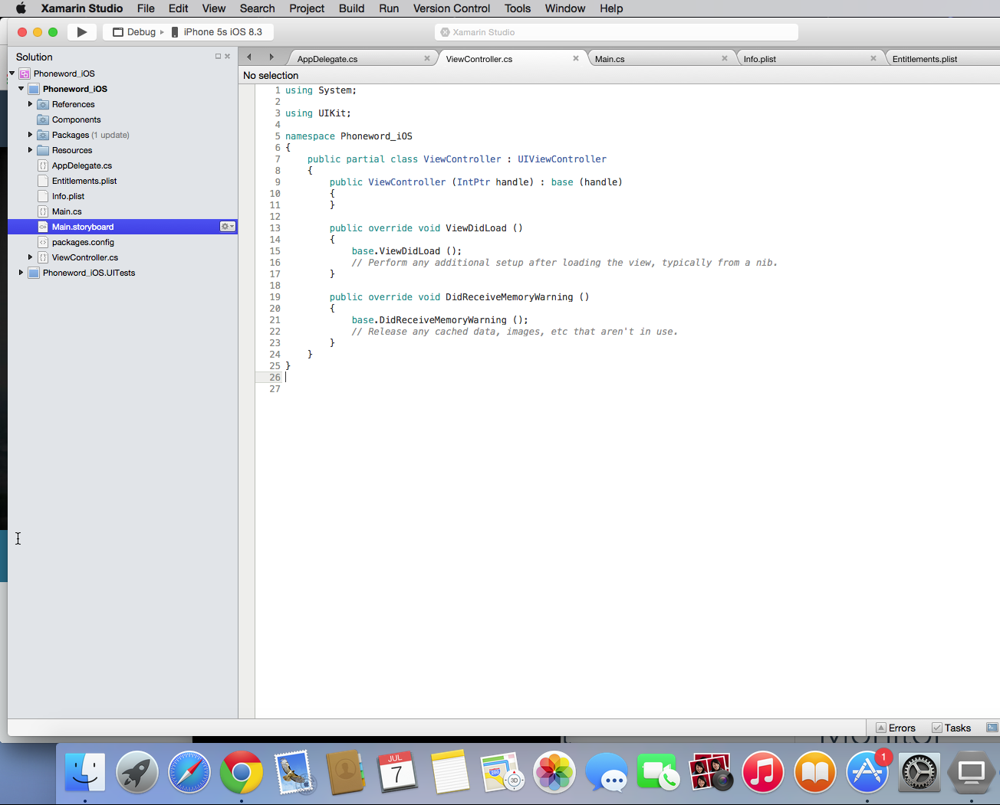 Xamarin Studio File Edit View Search Project Build Run Version Control Tools Window Help
Debug iPhone 5s iOS 8.3 Xamarin Studio
Solution
AppDelegate.cs ViewController.cs Main.cs Info.plist Entitlements.plist
No selection
Phoneword_iOS
Phoneword_iOS
References
Components
Packages (1 update)
Resources
AppDelegate.cs
Entitlements.plist
Info.plist
Main.cs
Main.storyboard
packages.config
ViewController.cs
Phoneword_iOS.UITests
1 using System;
2
3 using UIKit;
4
5 namespace Phoneword_iOS
6 {
7 public partial class ViewController : UIViewController
8 {
9 public ViewController (IntPtr handle) : base (handle)
10 {
11 }
12
13 public override void ViewDidLoad ()
14 {
15 base.ViewDidLoad ();
16 // Perform any additional setup after loading the view, typically from a nib.
17 }
18
19 public override void DidReceiveMemoryWarning ()
20 {
21 base.DidReceiveMemoryWarning ();
22 // Release any cached data, images, etc that aren't in use.
23 }
24 }
25 }
26
27
Errors Tasks
Monitor
JUL
7
3D
1